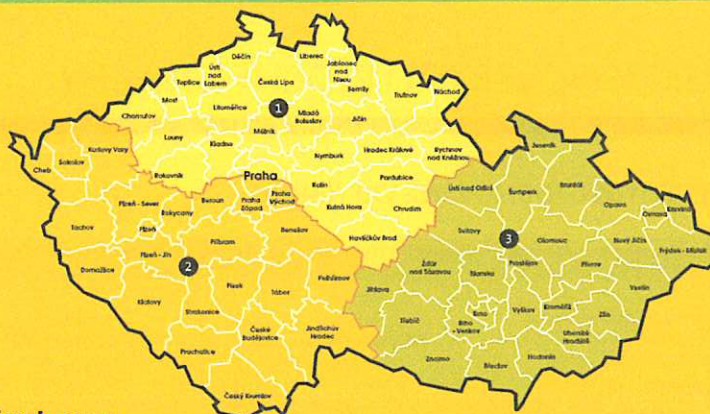 Děčín
Liberec
Jablonec
nad
Nisou
Ústí
nad
Labem
Teplice
Česká Lípa
Semily
Trutnov
Náchod
Most
Chomutov
Litoměřice
1
Mladá
Boleslav
Jičín
Louny
Mělník
Kladno
Nymburk
Hradec Králové
Rychnov
nad Kněžnou
Rakovník
Praha
Kolín
Pardubice
Kutná Hora
Chrudim
Havlíčkův Brod
Karlovy Vary
Sokolov
Cheb
Plzeň - Sever
Beroun
Praha
Západ
Praha
Východ
Rokycany
Tachov
Plzeň
Benešov
Příbram
Plzeň - Jih
2
Domažlice
Pelhřimov
Klatovy
Písek
Tábor
Strakonice
České
Budějovice
Jindřichův
Hradec
Prachatice
Český Krumlov
Jeseník
Ústí nad Orlicí
Šumperk
Bruntál
Opava
Ostrava
Karviná
Svitavy
3
Olomouc
Nový Jičín
Frýdek - Místek
Žďár
nad Sázavou
Prostějov
Přerov
Jihlava
Blansko
Vsetín
Třebíč
Brno
Brno
- Venkov
Vyškov
Kroměříž
Zlín
Uherské
Hradiště
Znojmo
Hodonín
Břeclav